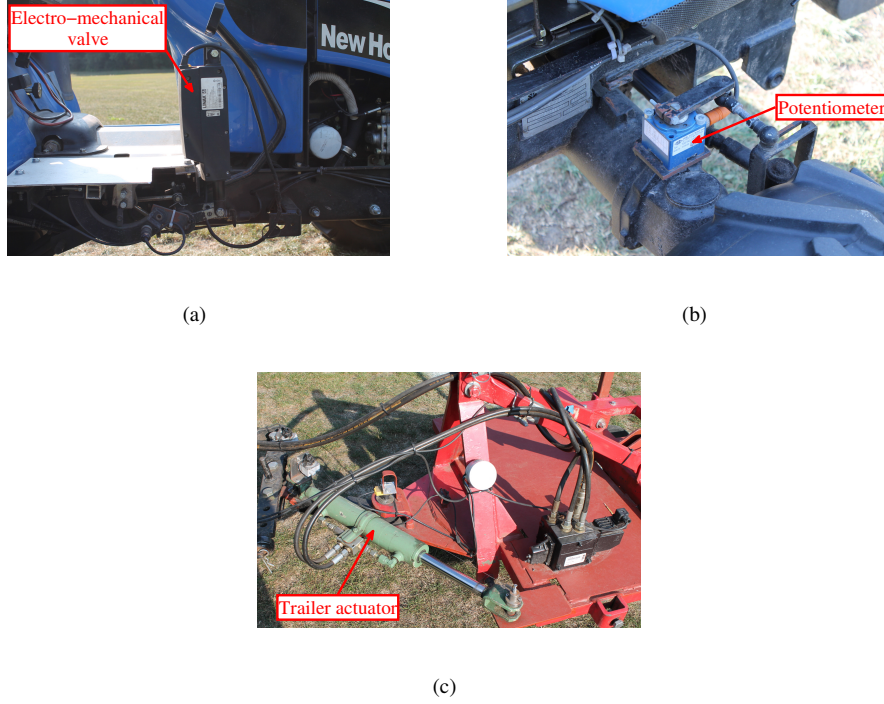 Electro−mechanical
valve
New Ho
(a)
Potentiometer
(b)
Trailer actuator
(c)